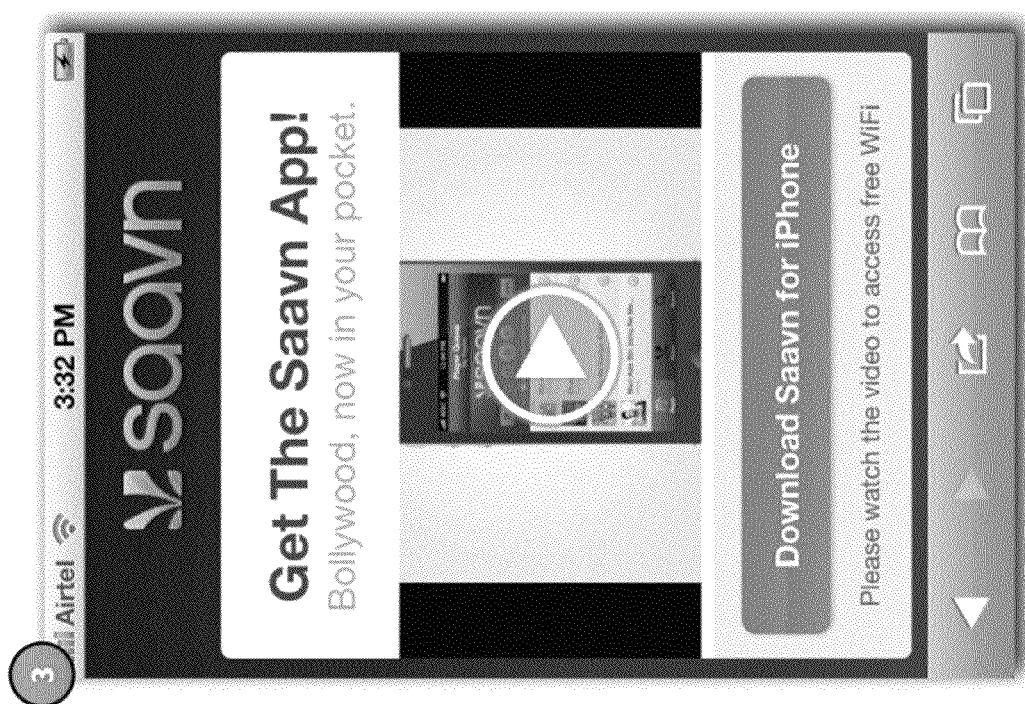 3
Airtel 3:32 PM
saavn
Get The Saavn App!
Bollywood, now in your pocket.
saavn
Download Saavn for iPhone
Please watch the video to access free WiFi